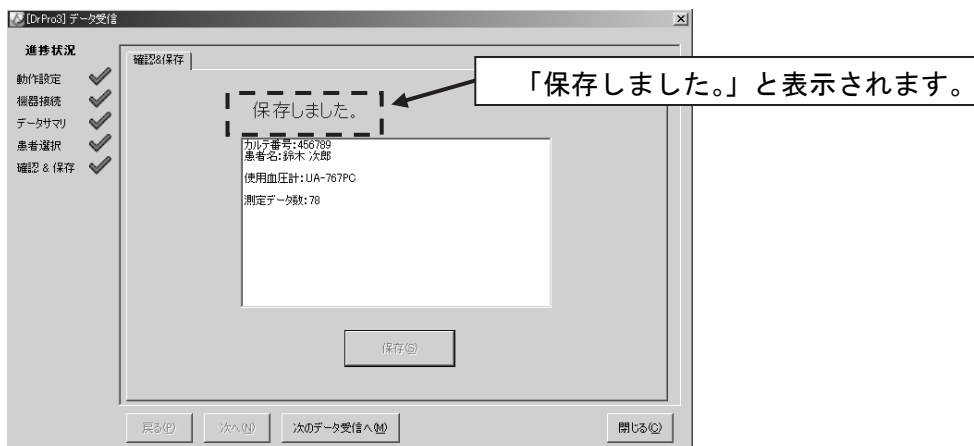 [DrPro3] データ受信
進捗状況
動作設定
機器接続
データサマリ
患者選択
確認 & 保存
確認&保存
保存しました。
「保存しました。」と表示されます。
カルテ番号:456789
患者名:鈴木 次郎
使用血圧計:UA-767PC
測定データ数:78
保存(S)
戻る(P)
次へ(N)
次のデータ受信へ(M)
閉じる(C)